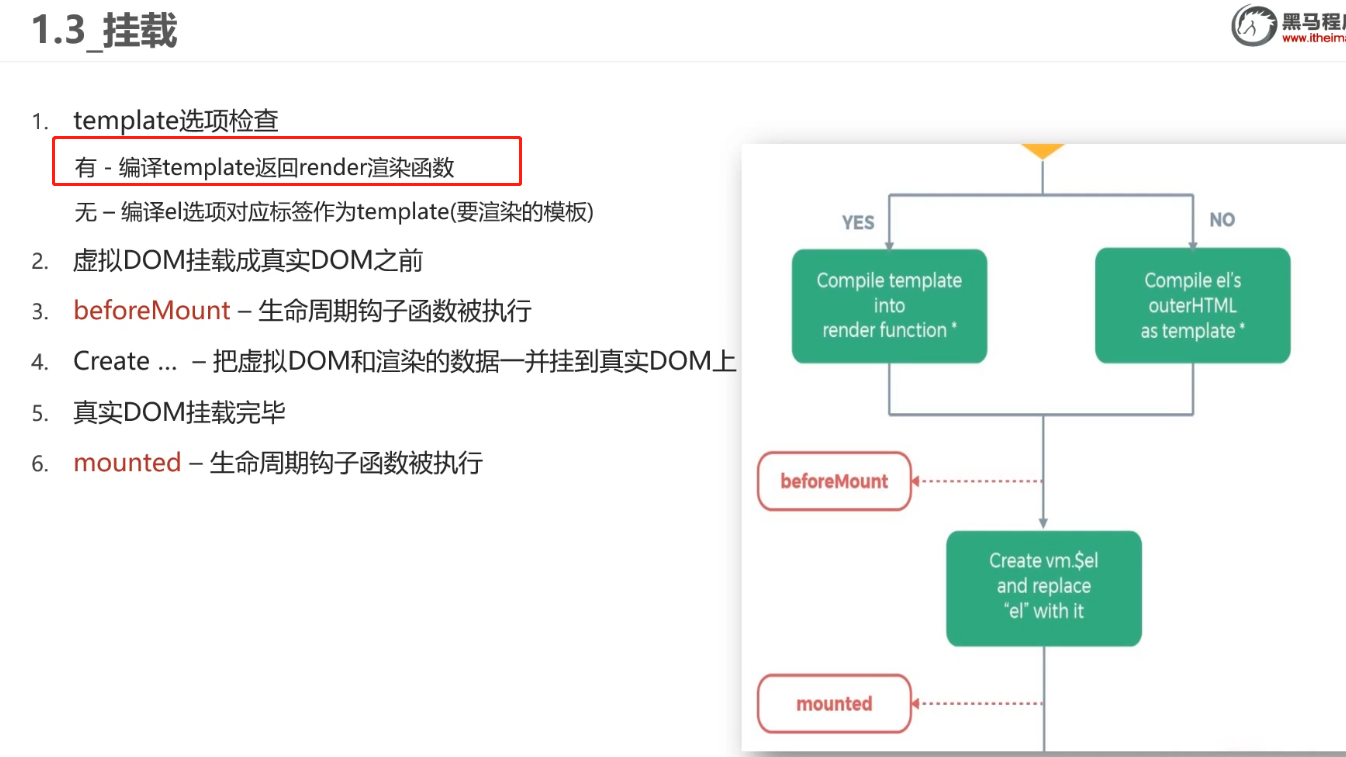 1.3_挂载
黑马程
www.itheim
1. template选项检查
有 - 编译template返回render渲染函数
无 – 编译el选项对应标签作为template(要渲染的模板)
2. 虚拟DOM挂载成真实DOM之前
3. beforeMount – 生命周期钩子函数被执行
4. Create ... – 把虚拟DOM和渲染的数据一并挂到真实DOM上
5. 真实DOM挂载完毕
6. mounted – 生命周期钩子函数被执行
YES
NO
Compile template
into
render function *
Compile el's
outerHTML
as template *
beforeMount
Create vm.$el
and replace
“el” with it
mounted